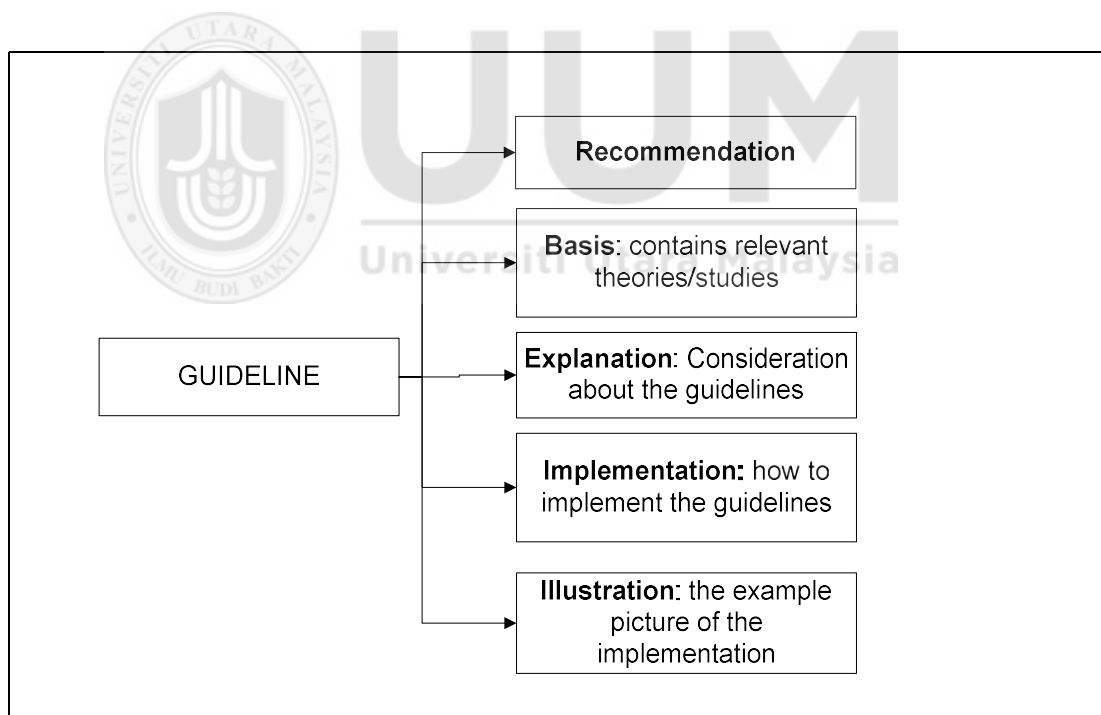 UNIVERSITI UTARA MALAYSIA
ILMU BUDI BAKTI
UUM
Universiti Utara Malaysia
Recommendation
Basis: contains relevant
theories/studies
GUIDELINE
Explanation: Consideration
about the guidelines
Implementation: how to
implement the guidelines
Illustration: the example
picture of the
implementation